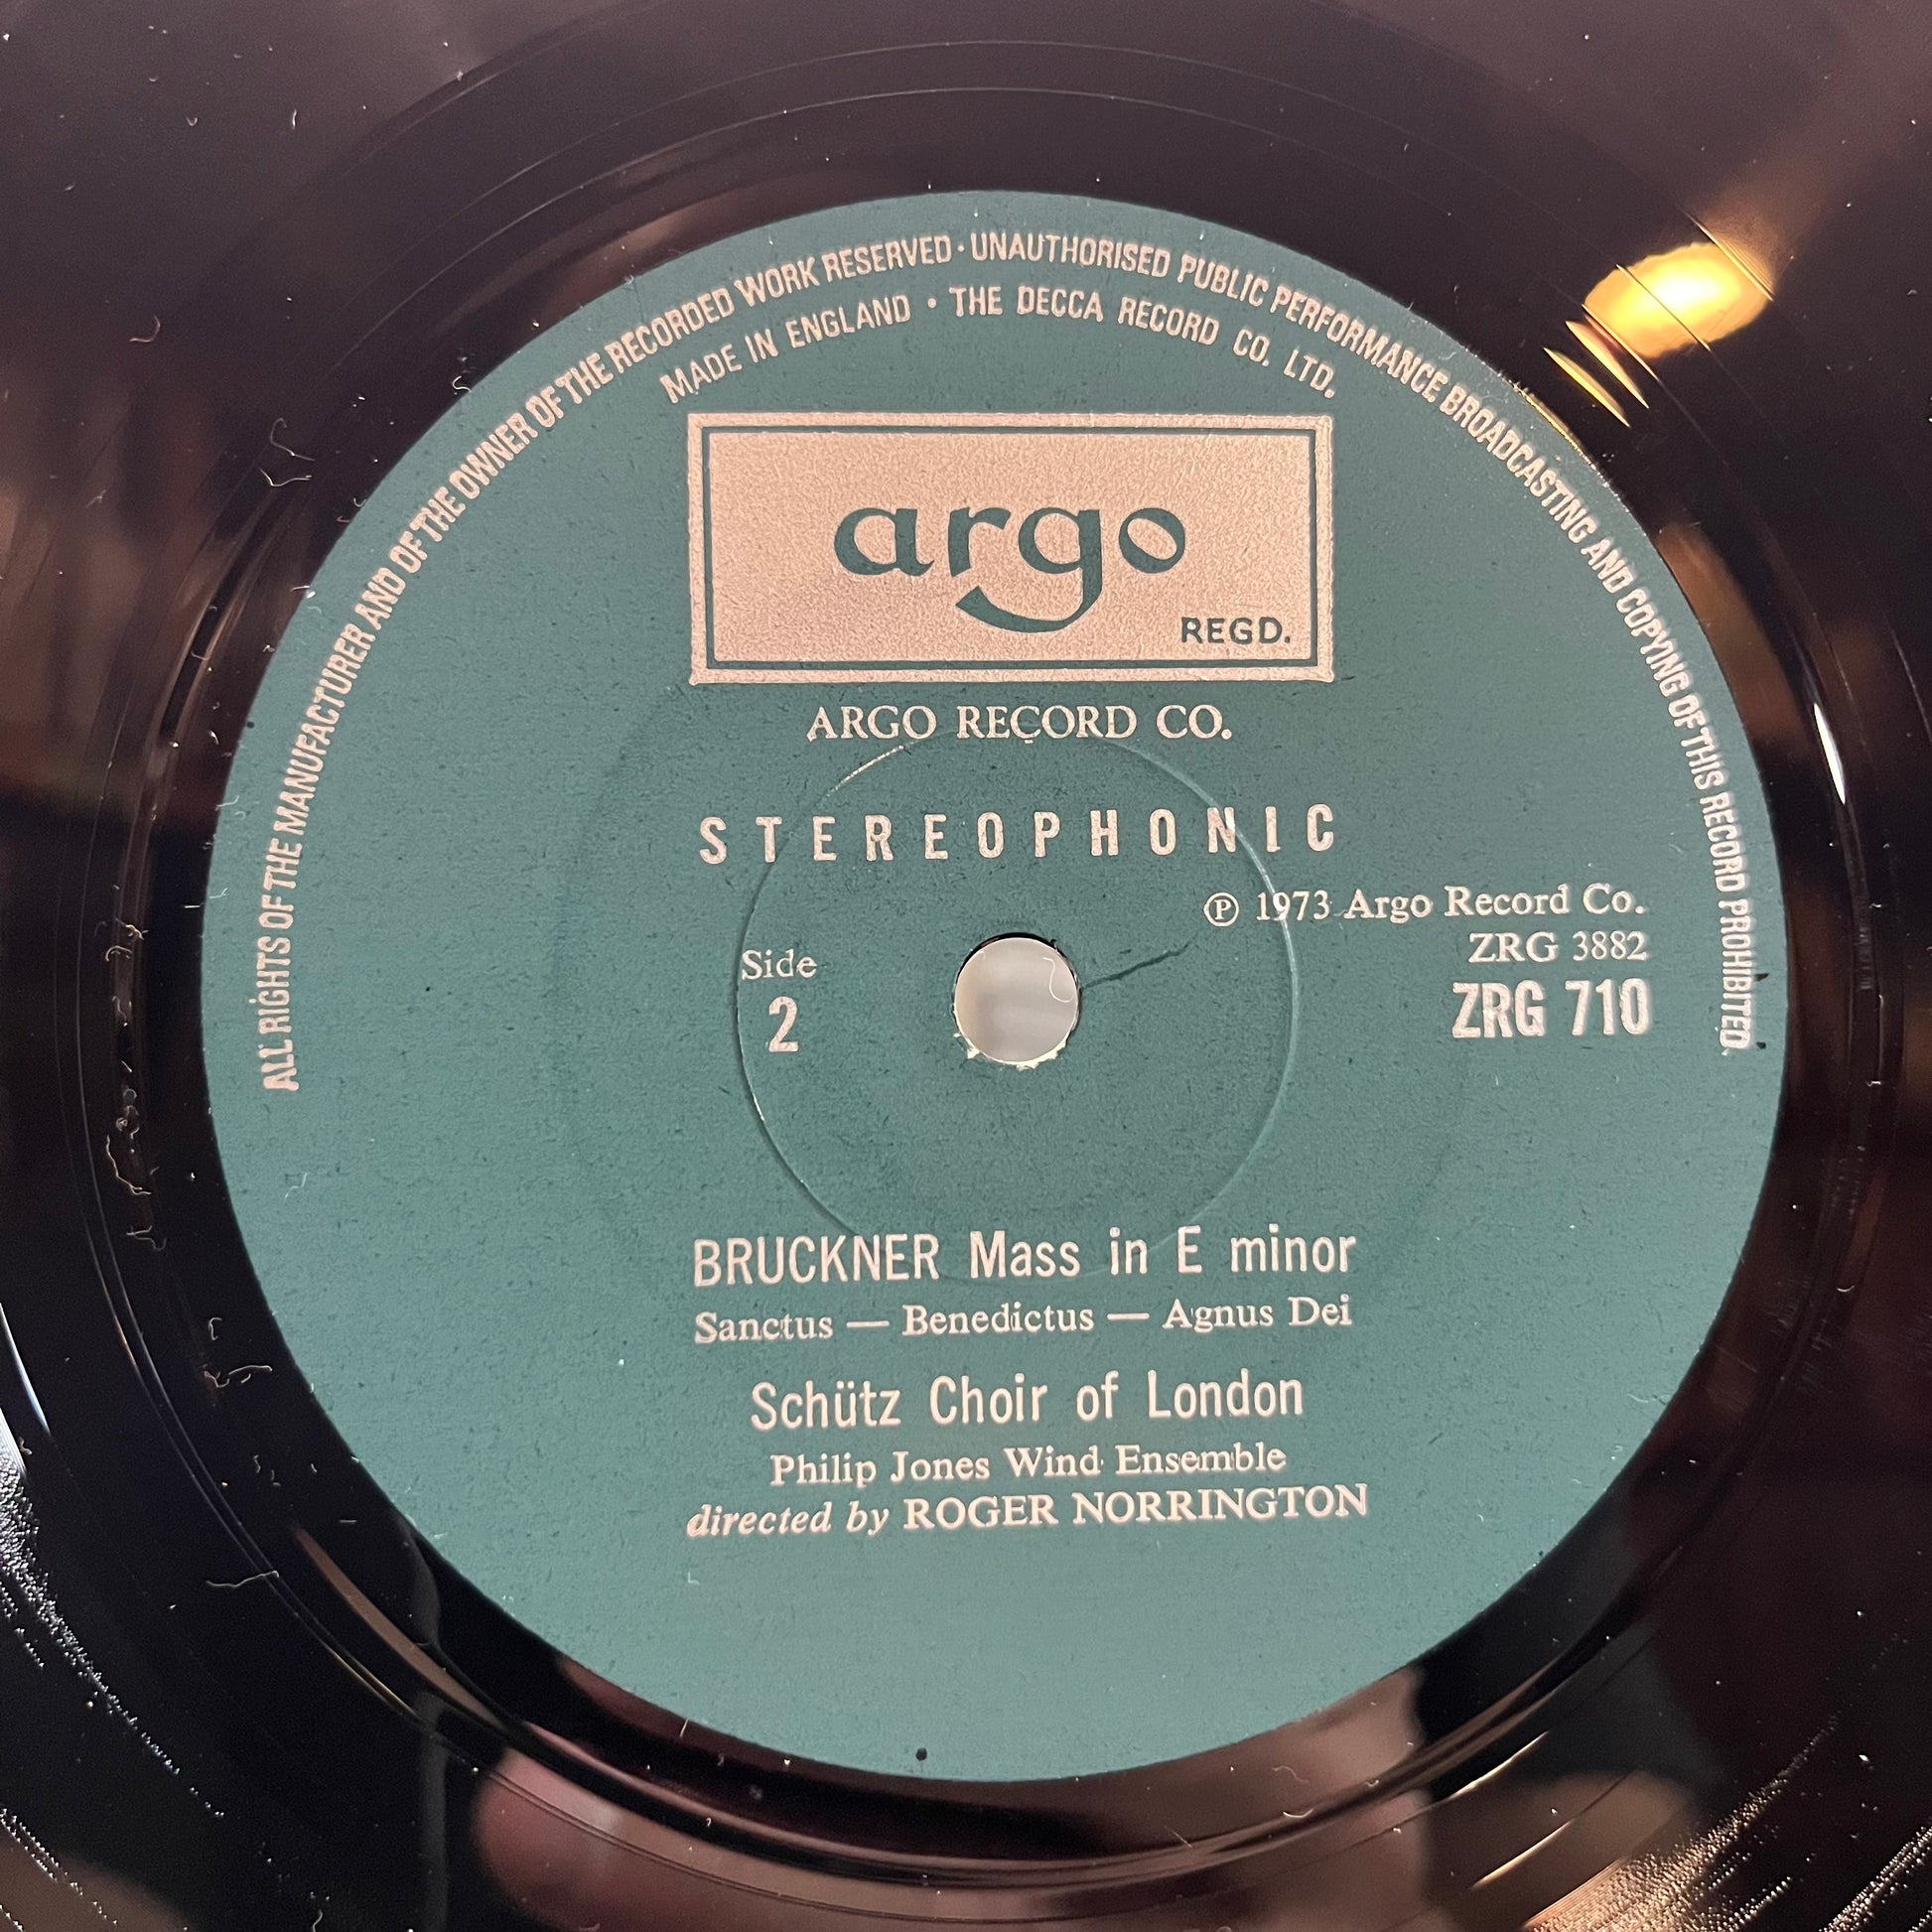 ALL RIGHTS OF THE MANUFACTURER AND OF THE OWNER OF THE RECORDED WORK RESERVED · UNAUTHORISED PUBLIC PERFORMANCE BROADCASTING AND COPYING OF THIS RECORD PROHIBITED
MADE IN ENGLAND · THE DECCA RECORD CO. LTD.
argo
REGD.
ARGO RECORD CO.
STEREOPHONIC
Ⓟ 1973 Argo Record Co.
ZRG 3882
Side
2
ZRG 710
BRUCKNER Mass in E minor
Sanctus — Benedictus — Agnus Dei
Schütz Choir of London
Philip Jones Wind Ensemble
directed by ROGER NORRINGTON